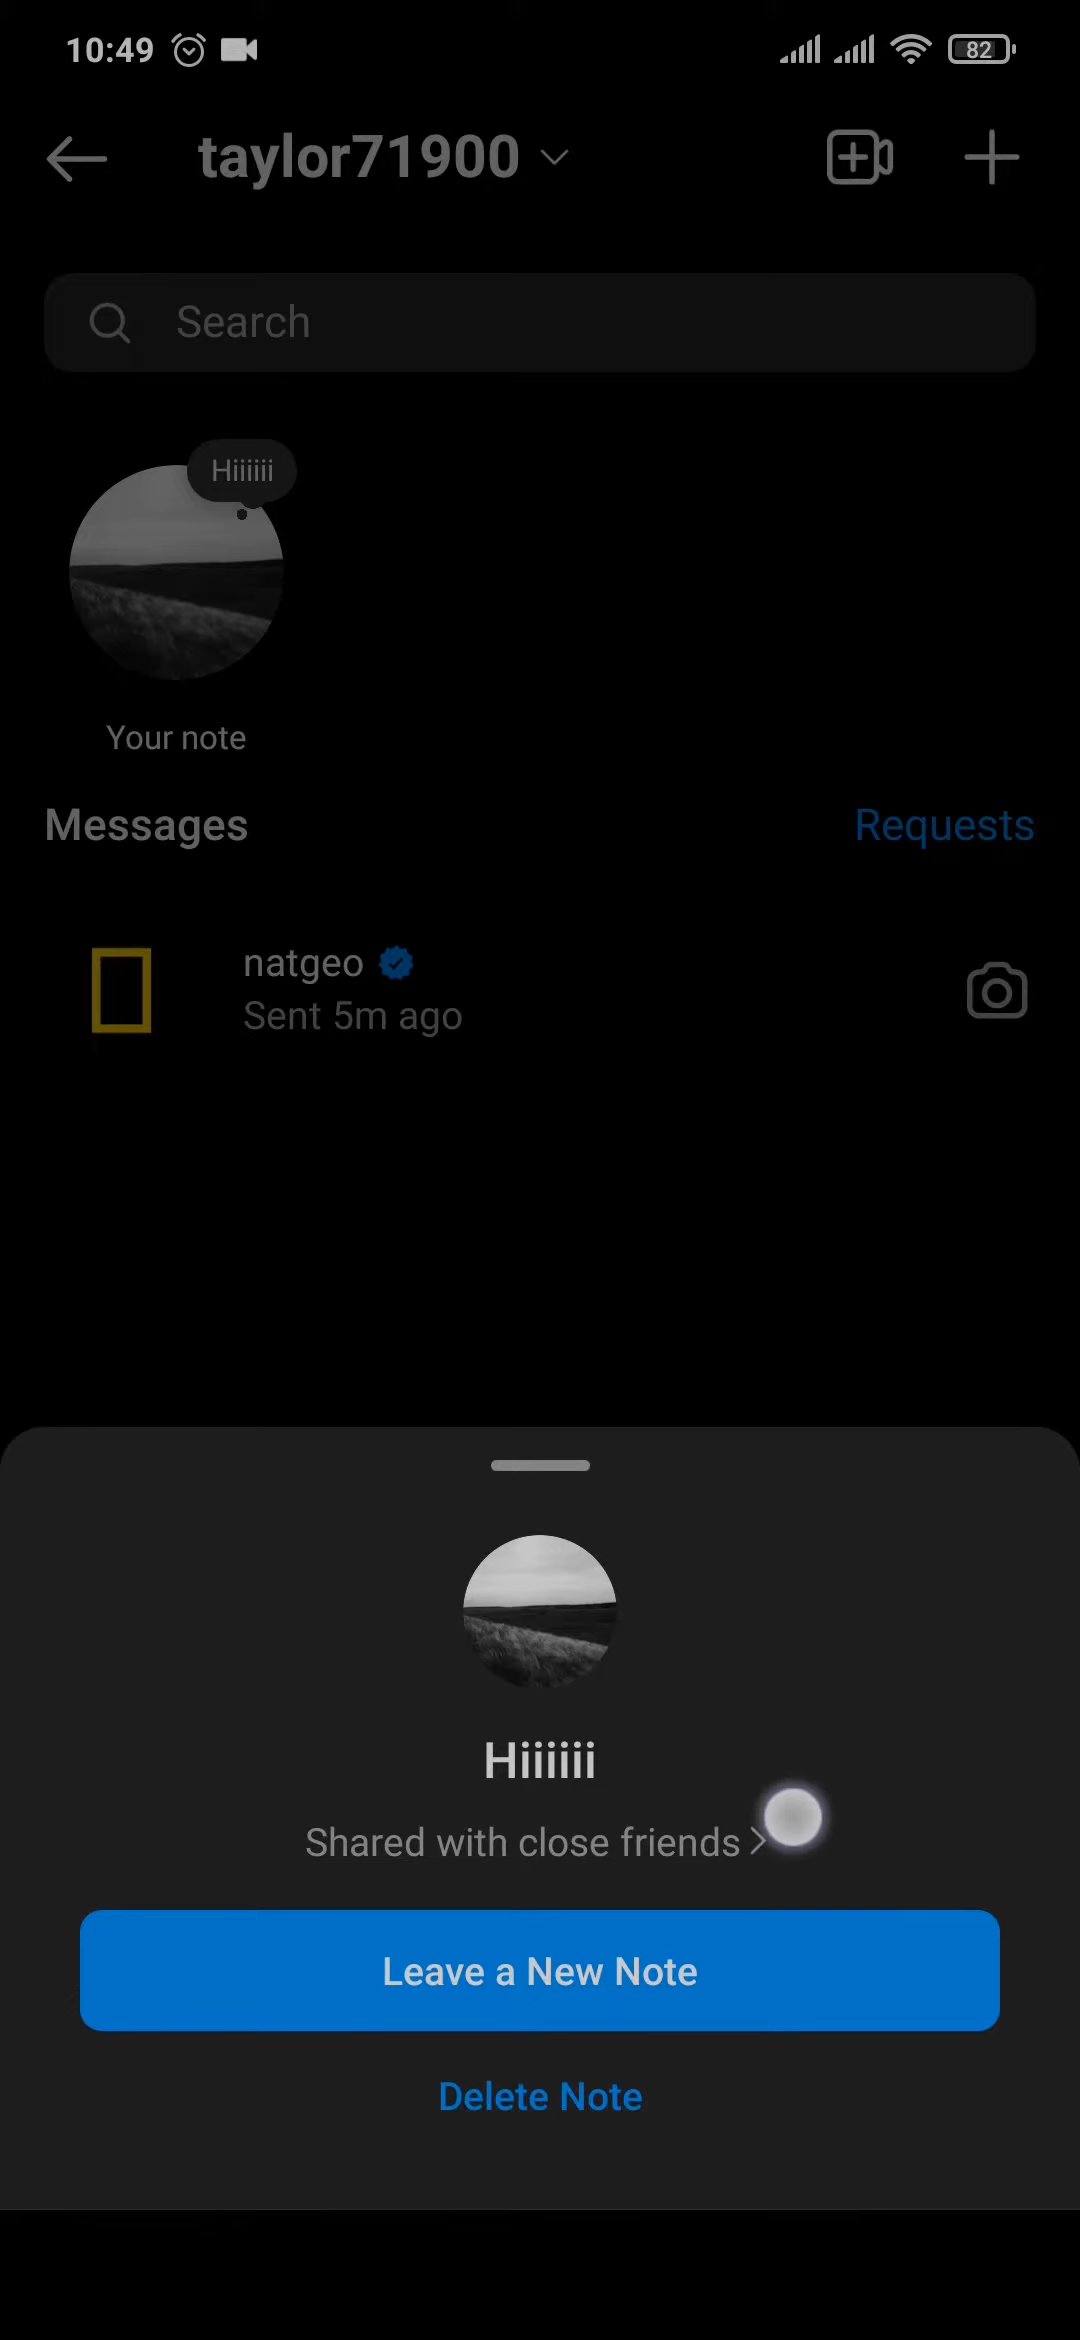 10:49
82
taylor71900
Search
Hiiiiii
Your note
Messages
Requests
natgeo
Sent 5m ago
Hiiiiii
Shared with close friends
Leave a New Note
Delete Note